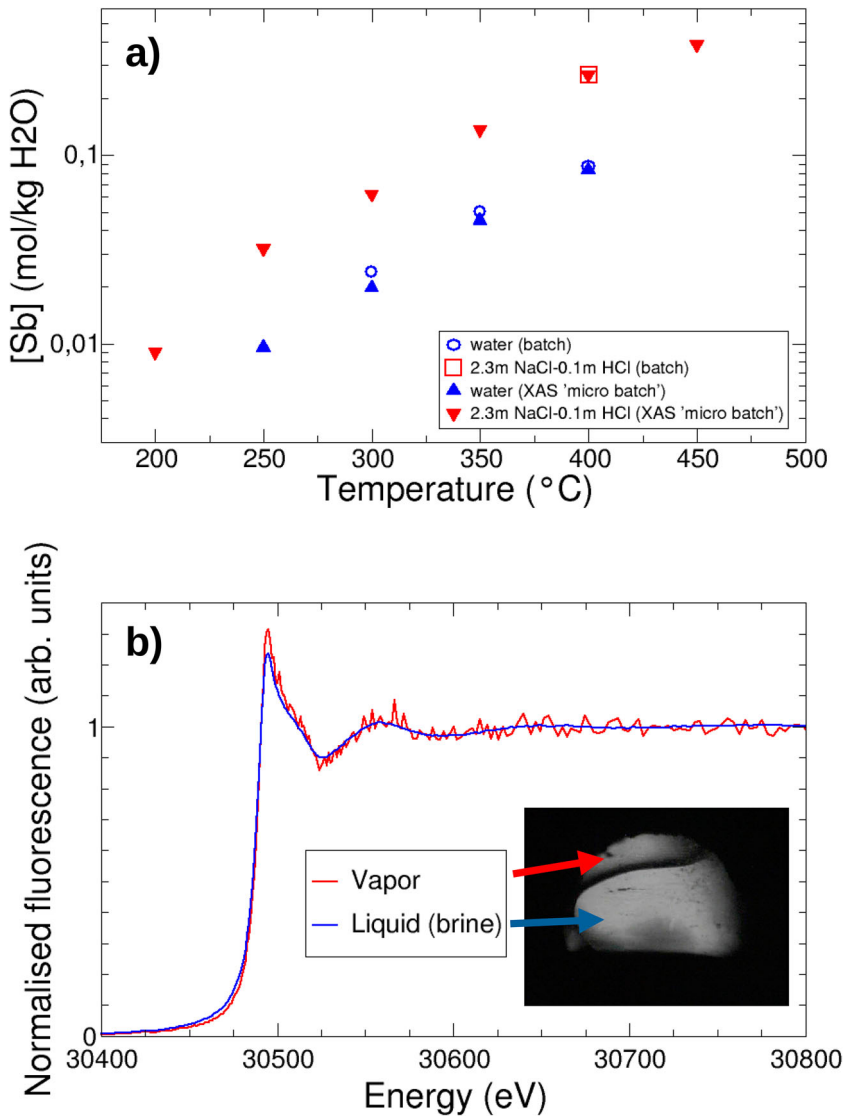 a)
[Sb] (mol/kg H2O)
0,1
0,01
water (batch)
2.3m NaCl-0.1m HCl (batch)
water (XAS 'micro batch')
2.3m NaCl-0.1m HCl (XAS 'micro batch')
200 250 300 350 400 450 500
Temperature (°C)
b)
Normalised fluorescence (arb. units)
1
Vapor
Liquid (brine)
0
30400 30500 30600 30700 30800
Energy (eV)